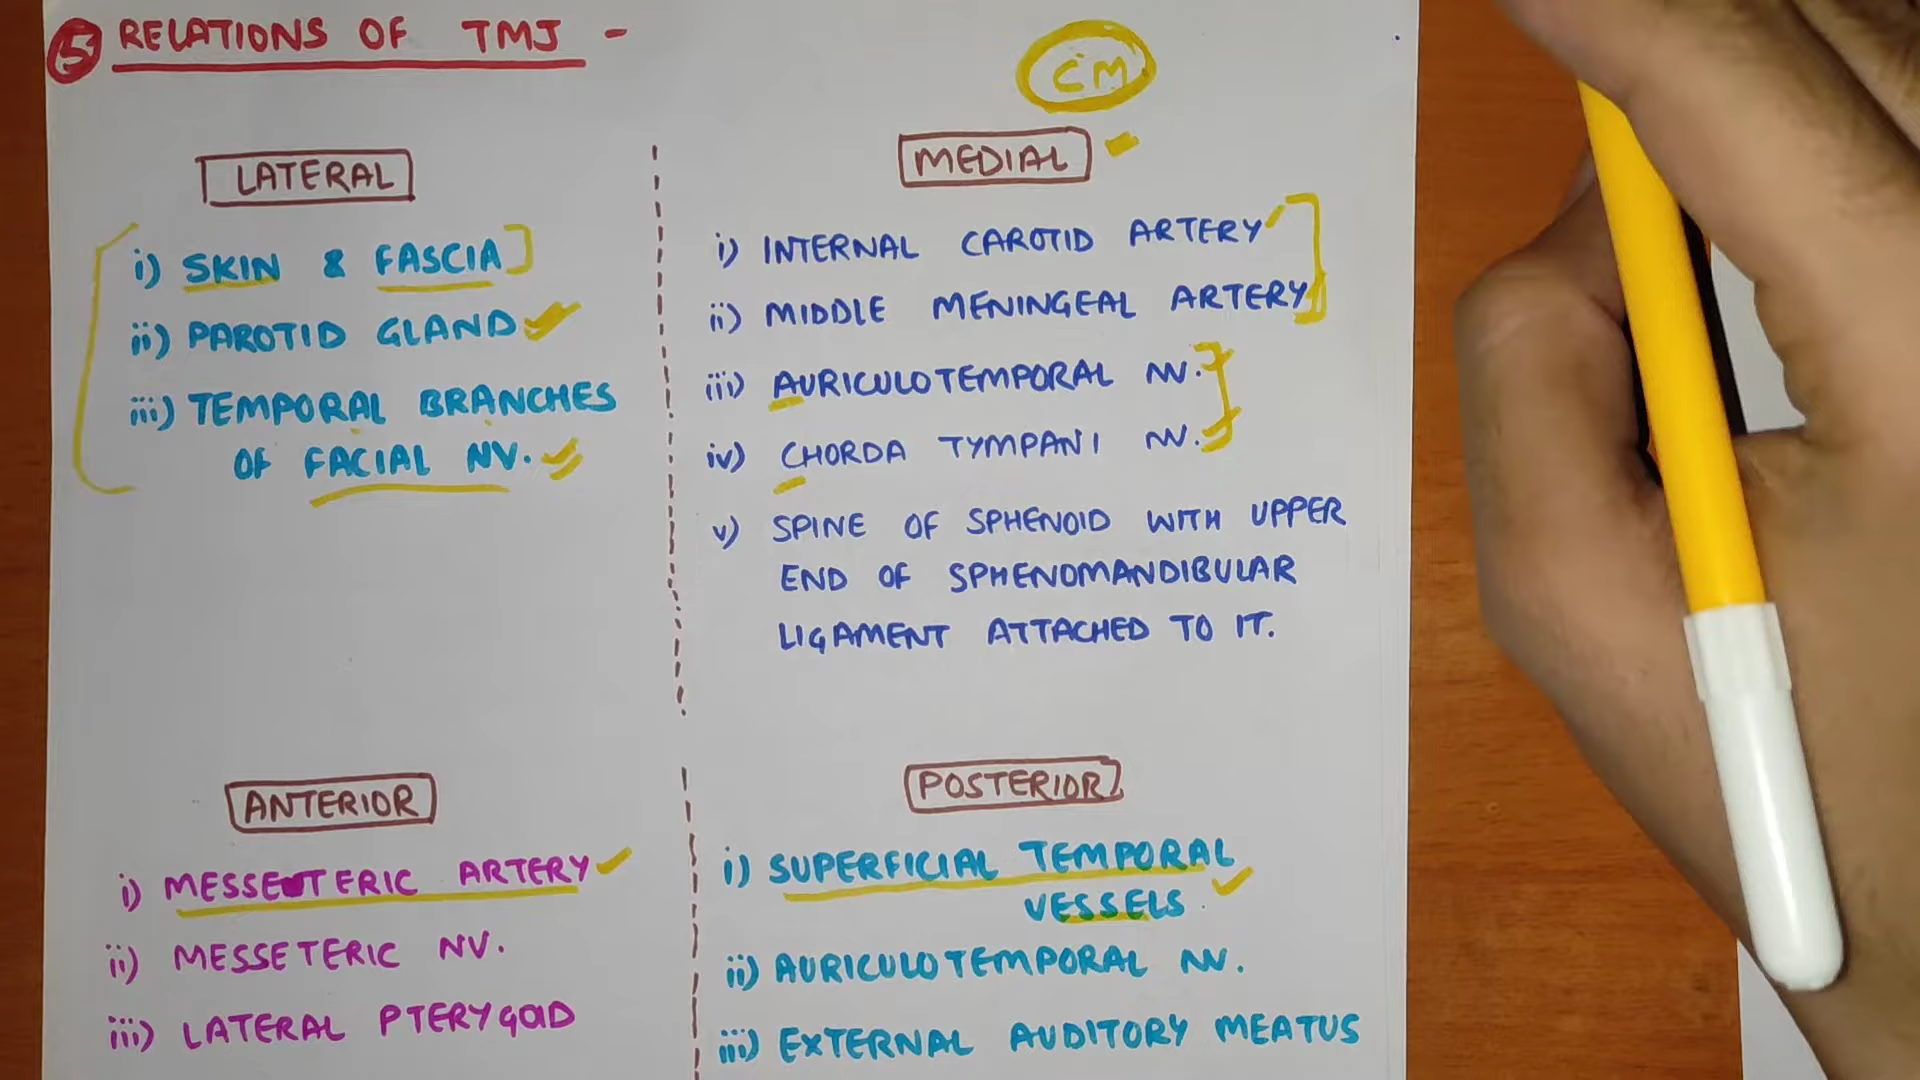 5 RELATIONS OF TMJ -
CM
LATERAL
i) SKIN & FASCIA
ii) PAROTID GLAND
iii) TEMPORAL BRANCHES
OF FACIAL NV.
MEDIAL
i) INTERNAL CAROTID ARTERY
ii) MIDDLE MENINGEAL ARTERY
iii) AURICULOTEMPORAL NV.
iv) CHORDA TYMPANI NV.
v) SPINE OF SPHENOID WITH UPPER
END OF SPHENOMANDIBULAR
LIGAMENT ATTACHED TO IT.
ANTERIOR
i) MESSETERIC ARTERY
ii) MESSETERIC NV.
iii) LATERAL PTERYGOID
POSTERIOR
i) SUPERFICIAL TEMPORAL
VESSELS
ii) AURICULOTEMPORAL NV.
iii) EXTERNAL AUDITORY MEATUS